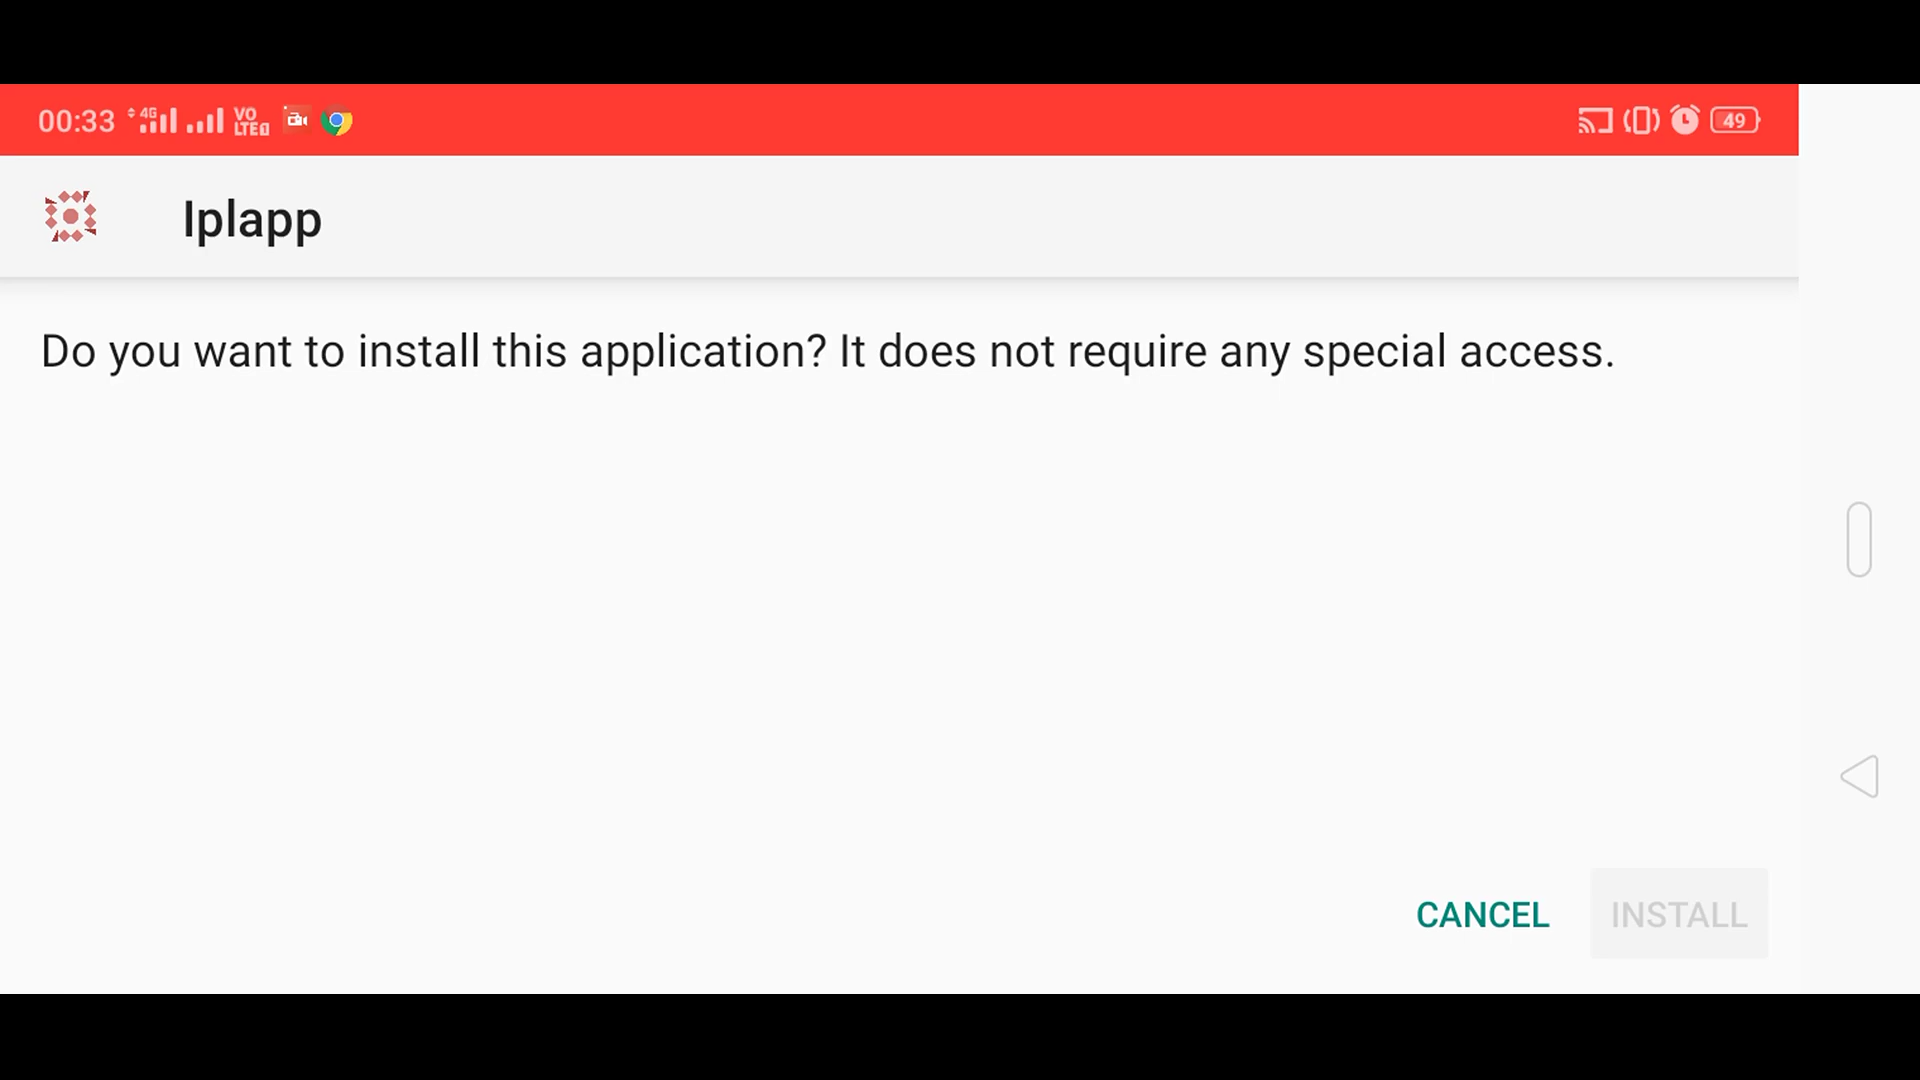 00:33 4G VO LTE 49
Iplapp
Do you want to install this application? It does not require any special access.
CANCEL INSTALL